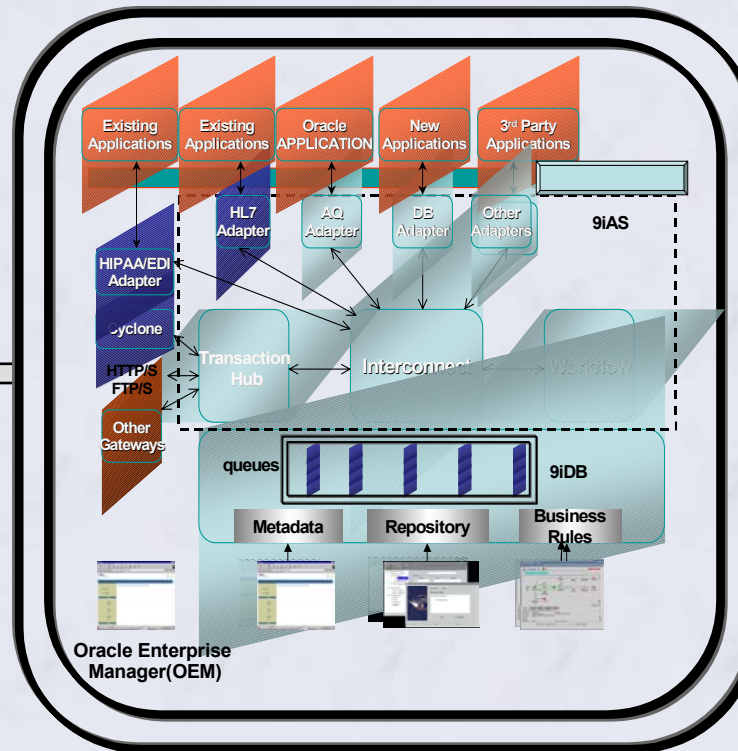 Existing
Applications
Existing
Applications
Oracle
APPLICATION
New
Applications
3rd Party
Applications
HL7
Adapter
AQ
Adapter
DB
Adapter
Other
Adapters
9iAS
HIPAA/EDI
Adapter
Cyclone
Transaction
Hub
Interconnect
Workflow
HTTP/S
FTP/S
Other
Gateways
queues
9iDB
Metadata
Repository
Business
Rules
Oracle Enterprise
Manager(OEM)